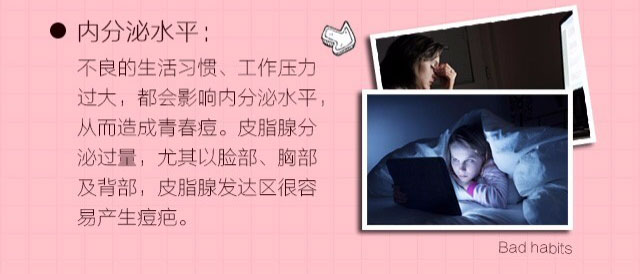 ● 内分泌水平：
不良的生活习惯、工作压力
过大，都会影响内分泌水平，
从而造成青春痘。皮脂腺分
泌过量，尤其以脸部、胸部
及背部，皮脂腺发达区很容
易产生痘疤。
Bad habits